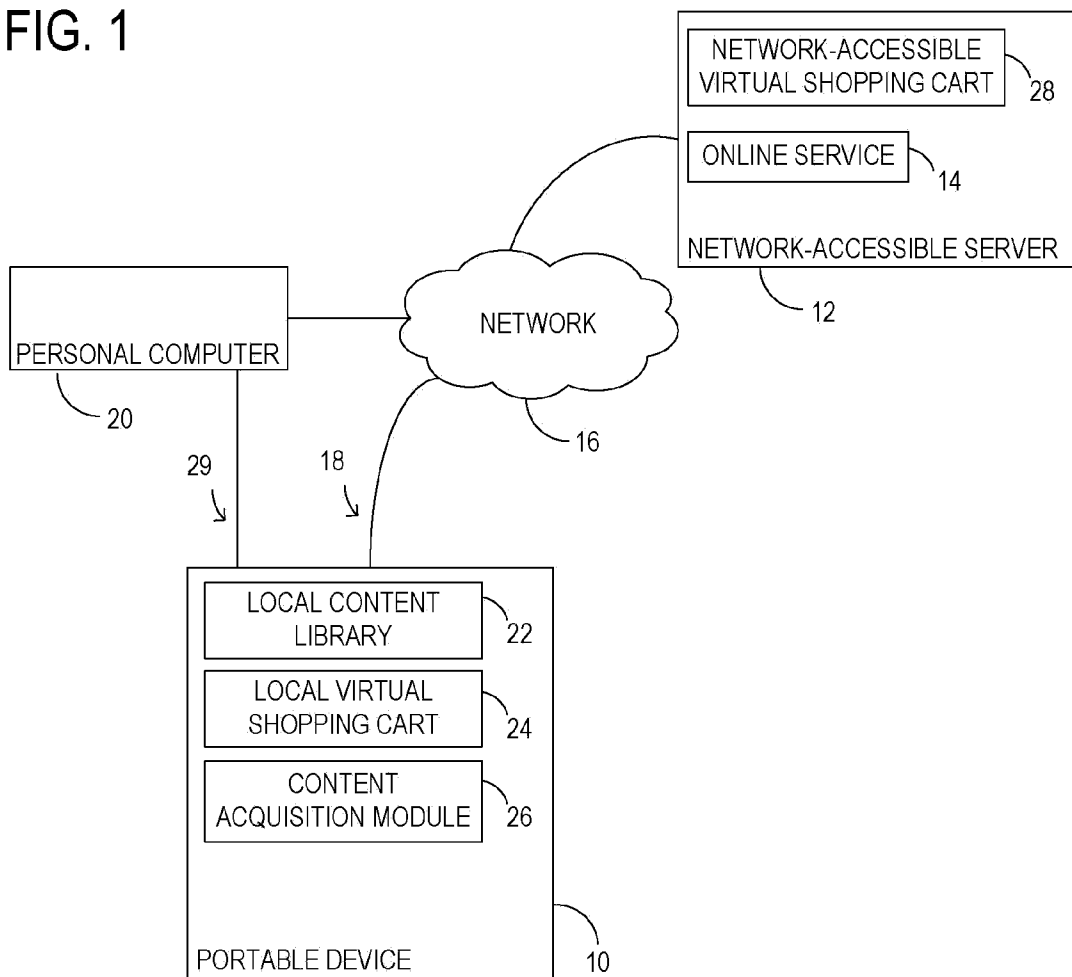 FIG. 1
NETWORK-ACCESSIBLE
VIRTUAL SHOPPING CART
28
ONLINE SERVICE
14
NETWORK-ACCESSIBLE SERVER
12
NETWORK
16
PERSONAL COMPUTER
20
29
18
LOCAL CONTENT
LIBRARY
22
LOCAL VIRTUAL
SHOPPING CART
24
CONTENT
ACQUISITION MODULE
26
PORTABLE DEVICE
10